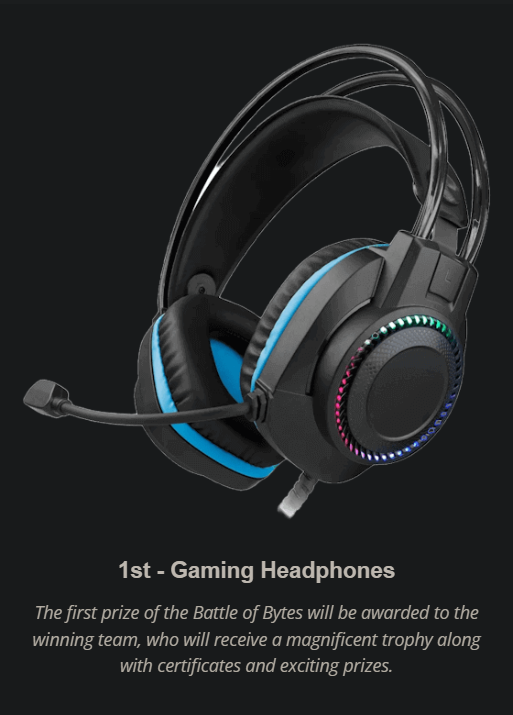 1st - Gaming Headphones
The first prize of the Battle of Bytes will be awarded to the
winning team, who will receive a magnificent trophy along
with certificates and exciting prizes.